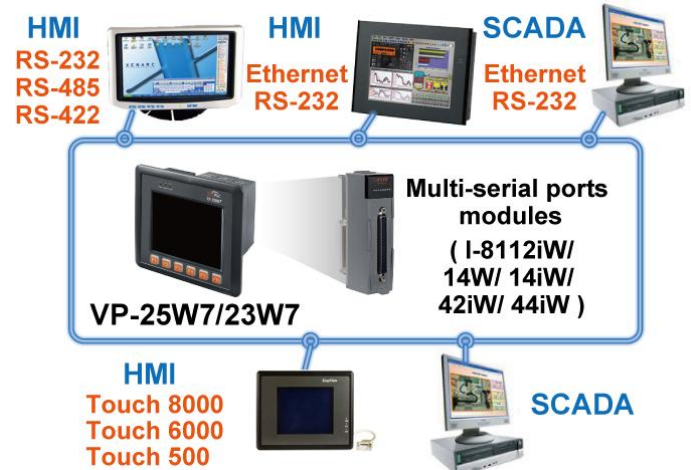 HMI
RS-232
RS-485
RS-422
XENARC
HMI
Ethernet
RS-232
SCADA
Ethernet
RS-232
Multi-serial ports
modules
( I-8112iW/
14W/ 14iW/
42iW/ 44iW )
VP-25W7/23W7
HMI
Touch 8000
Touch 6000
Touch 500
SCADA